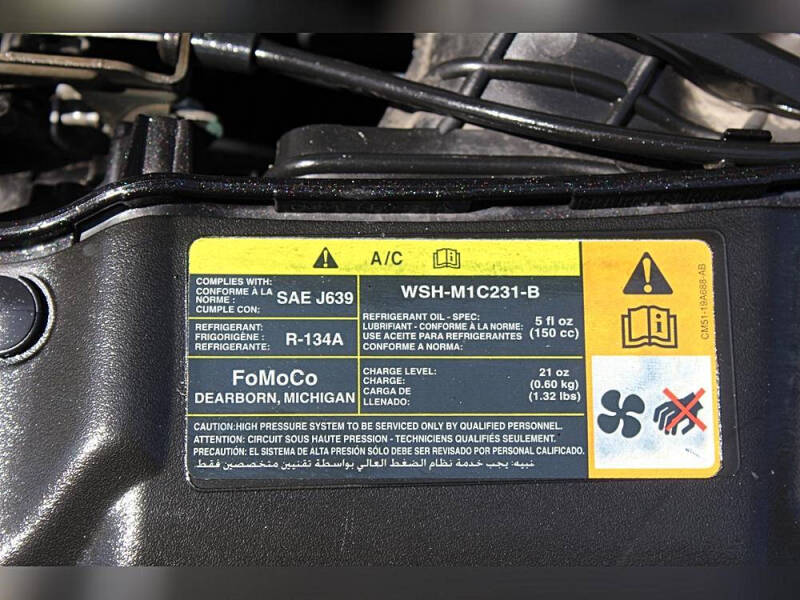 A/C
COMPLIES WITH:
CONFORME À LA
NORME :
CUMPLE CON:
SAE J639
WSH-M1C231-B
REFRIGERANT OIL - SPEC:
LUBRIFIANT - CONFORME À LA NORME:
USE ACEITE PARA REFRIGERANTES
CONFORME A NORMA:
5 fl oz
(150 cc)
REFRIGERANT:
FRIGORIGÈNE :
REFRIGERANTE:
R-134A
FoMoCo
DEARBORN, MICHIGAN
CHARGE LEVEL:
CHARGE:
CARGA DE
LLENADO:
21 oz
(0.60 kg)
(1.32 lbs)
CAUTION: HIGH PRESSURE SYSTEM TO BE SERVICED ONLY BY QUALIFIED PERSONNEL.
ATTENTION: CIRCUIT SOUS HAUTE PRESSION - TECHNICIENS QUALIFIÉS SEULEMENT.
PRECAUCIÓN: EL SISTEMA DE ALTA PRESIÓN SÓLO DEBE SER REVISADO POR PERSONAL CALIFICADO.
تنبيه: يجب خدمة نظام الضغط العالي بواسطة تقنيين متخصصين فقط
CM51-19A688-AB